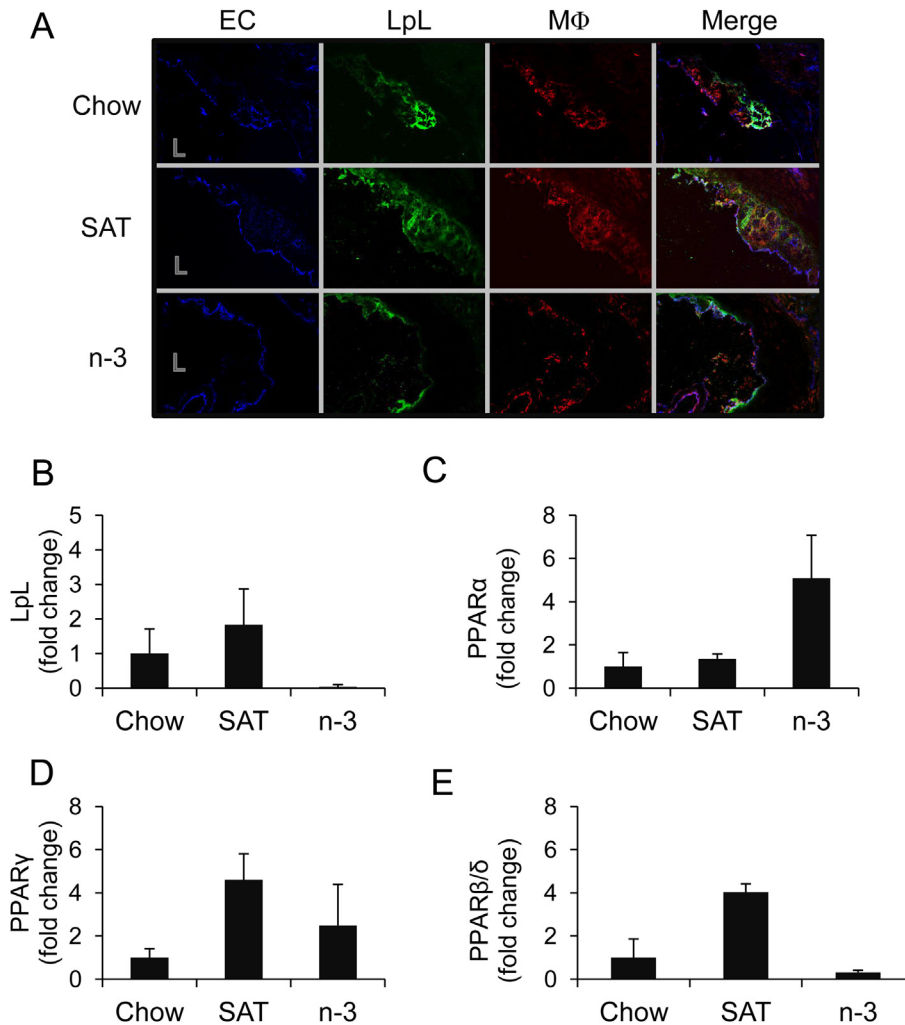 A
EC LpL MΦ Merge
Chow
L
SAT
L
n-3
L
B
LpL
(fold change)
5
4
3
2
1
0
Chow SAT n-3
C
PPARα
(fold change)
8
6
4
2
0
Chow SAT n-3
D
PPARγ
(fold change)
8
6
4
2
0
Chow SAT n-3
E
PPARβ/δ
(fold change)
8
6
4
2
0
Chow SAT n-3